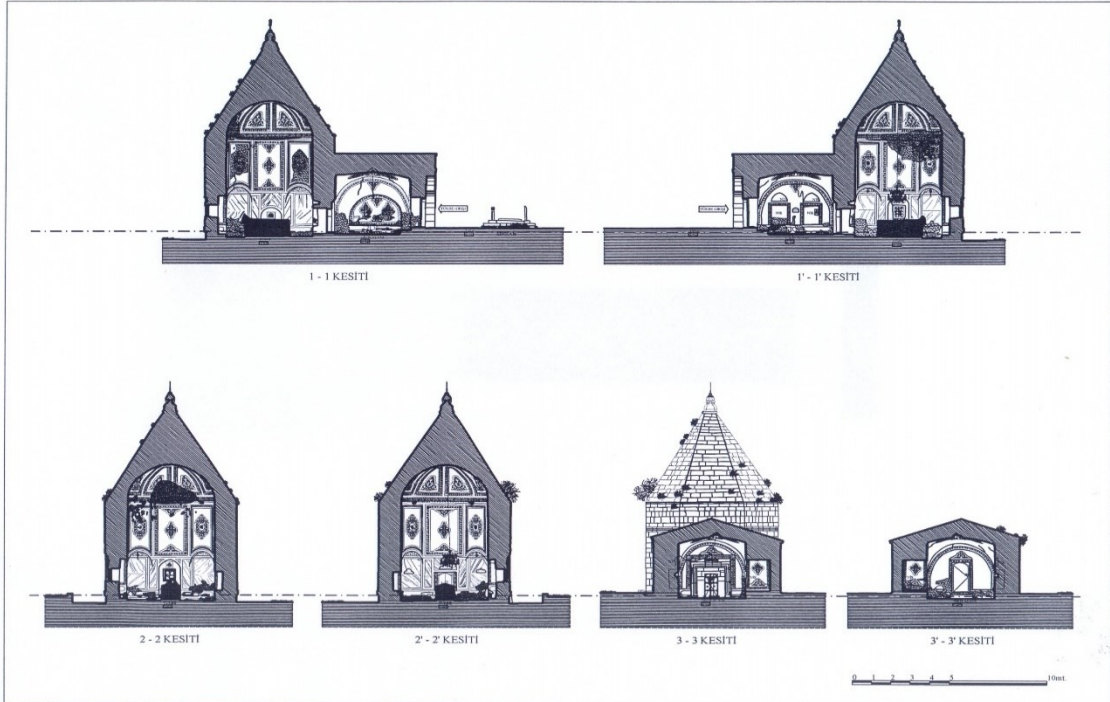 1 - 1 KESİTİ
1' - 1' KESİTİ
2 - 2 KESİTİ
2' - 2' KESİTİ
3 - 3 KESİTİ
3' - 3' KESİTİ
0 1 2 3 4 5 10mt.